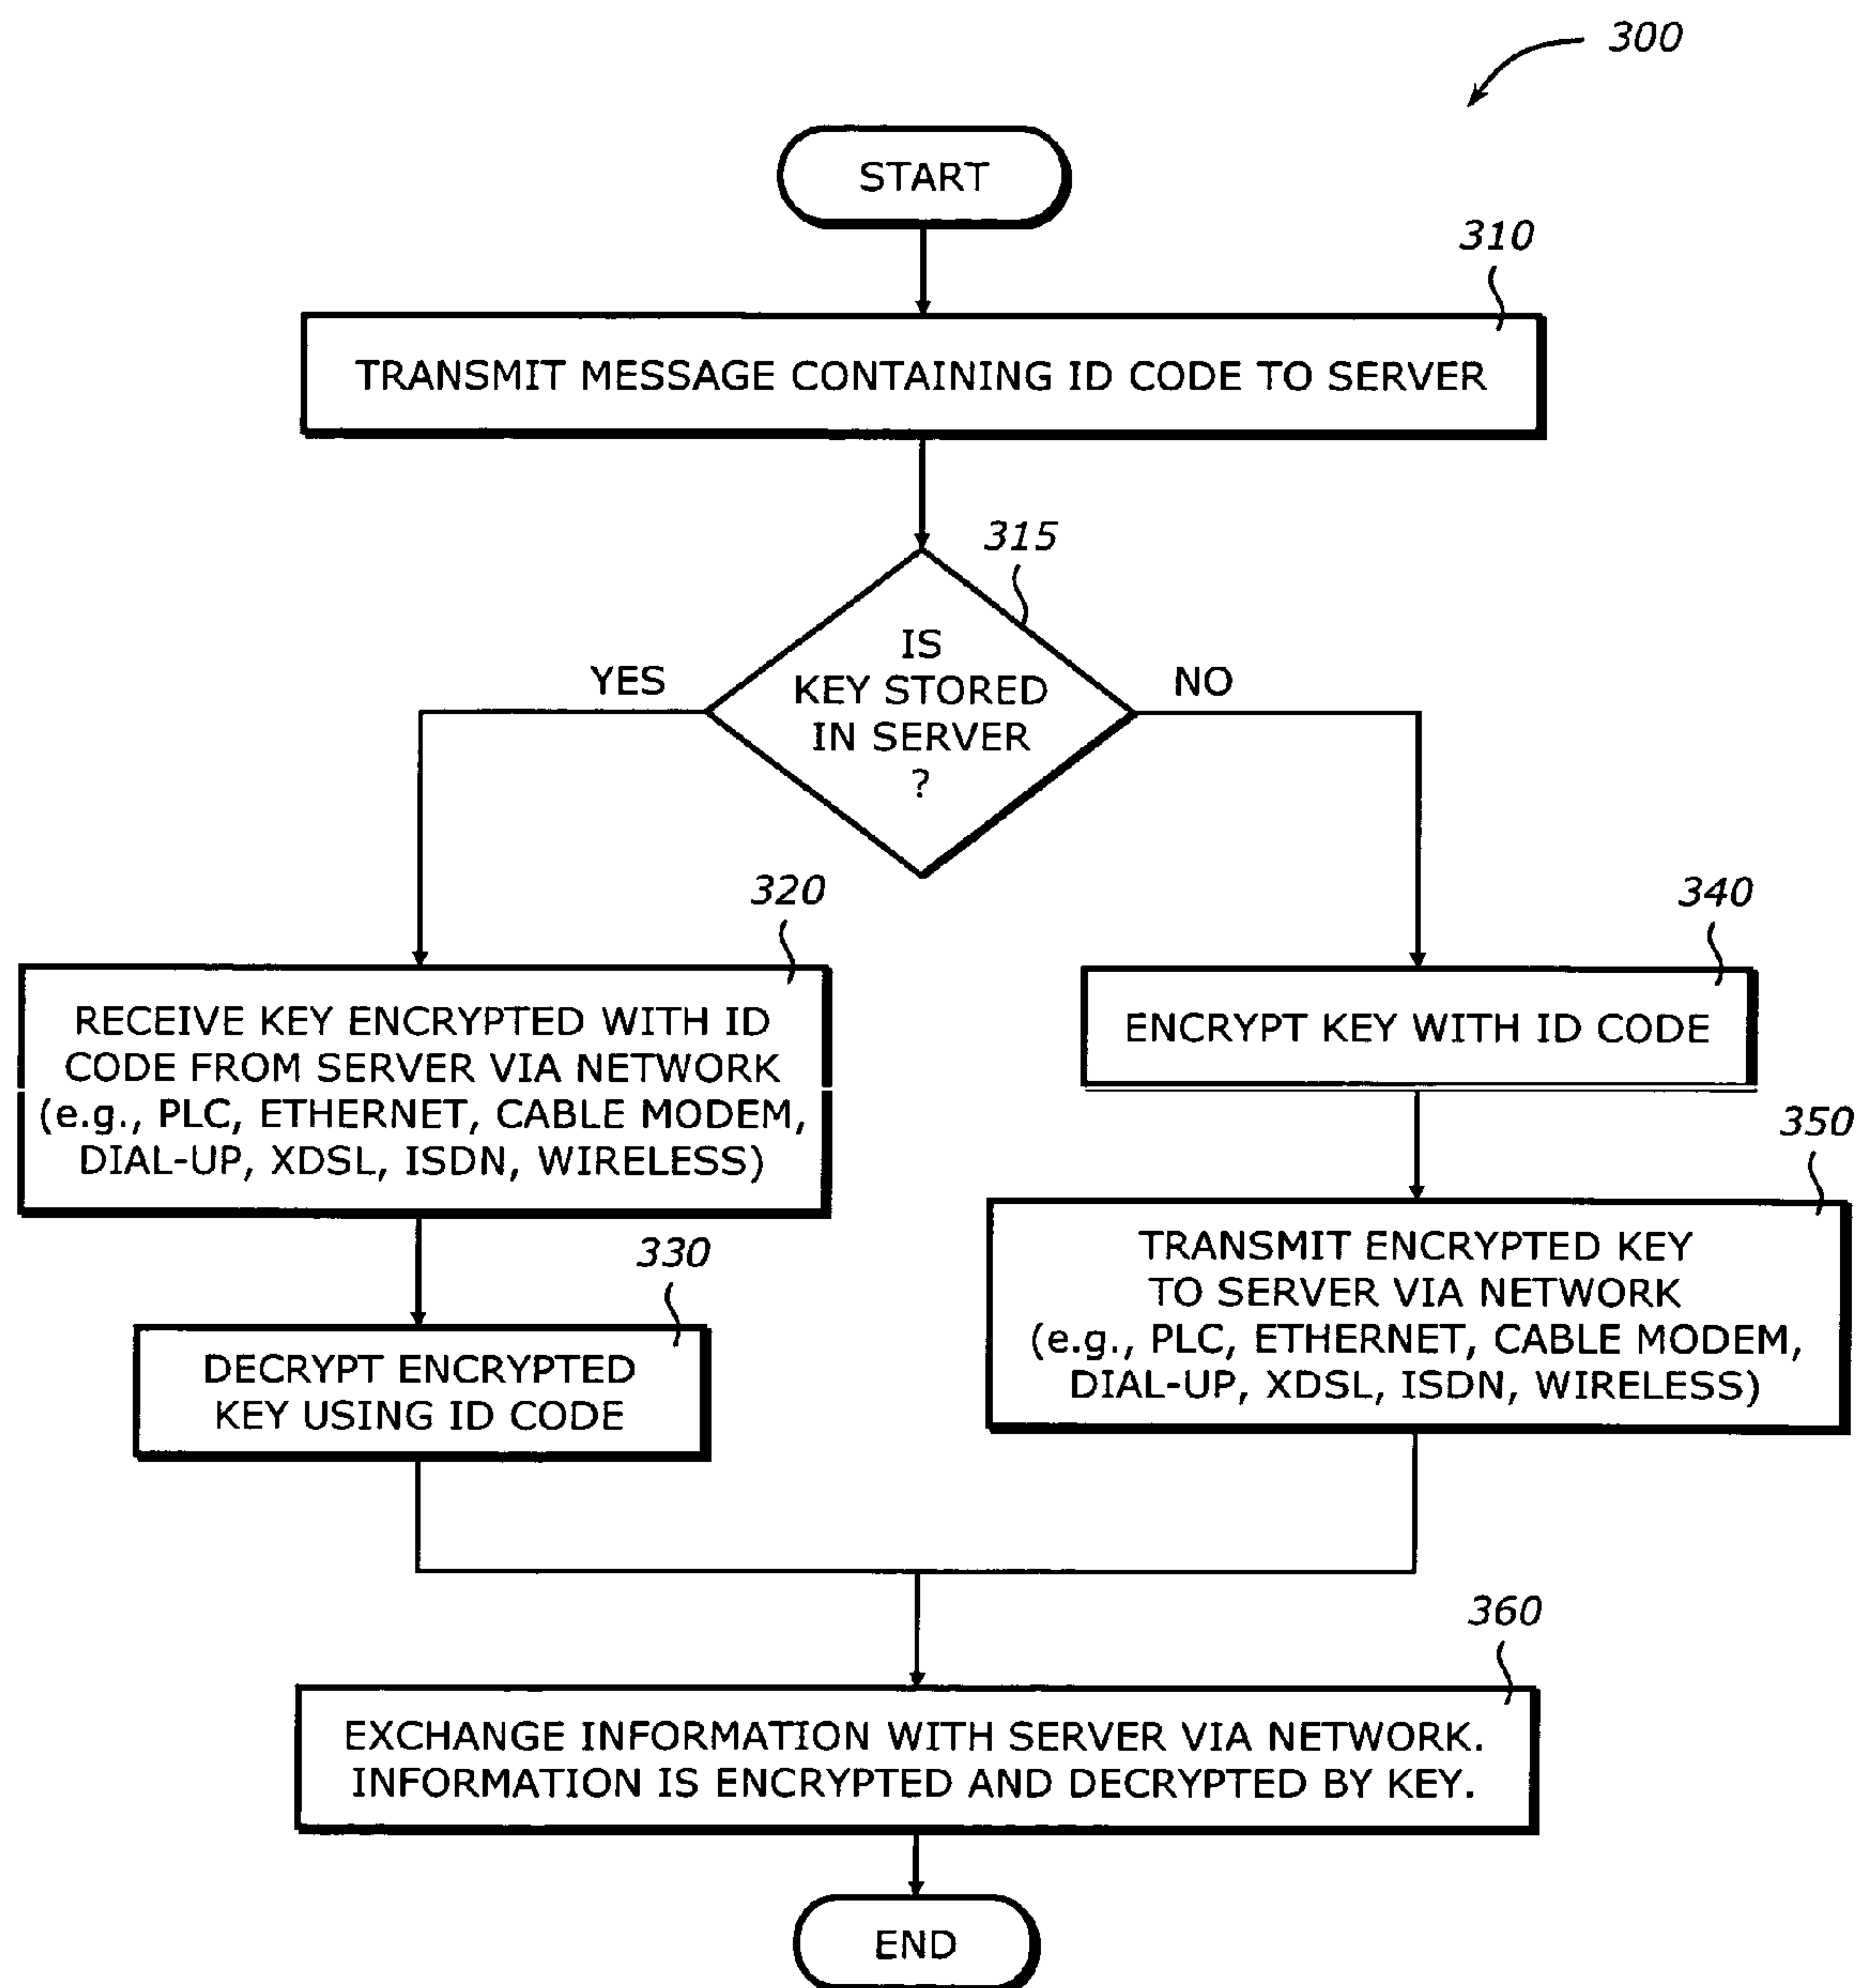 300
START
310
TRANSMIT MESSAGE CONTAINING ID CODE TO SERVER
315
IS
KEY STORED
IN SERVER
?
YES
NO
320
RECEIVE KEY ENCRYPTED WITH ID
CODE FROM SERVER VIA NETWORK
(e.g., PLC, ETHERNET, CABLE MODEM,
DIAL-UP, XDSL, ISDN, WIRELESS)
330
DECRYPT ENCRYPTED
KEY USING ID CODE
340
ENCRYPT KEY WITH ID CODE
350
TRANSMIT ENCRYPTED KEY
TO SERVER VIA NETWORK
(e.g., PLC, ETHERNET, CABLE MODEM,
DIAL-UP, XDSL, ISDN, WIRELESS)
360
EXCHANGE INFORMATION WITH SERVER VIA NETWORK.
INFORMATION IS ENCRYPTED AND DECRYPTED BY KEY.
END